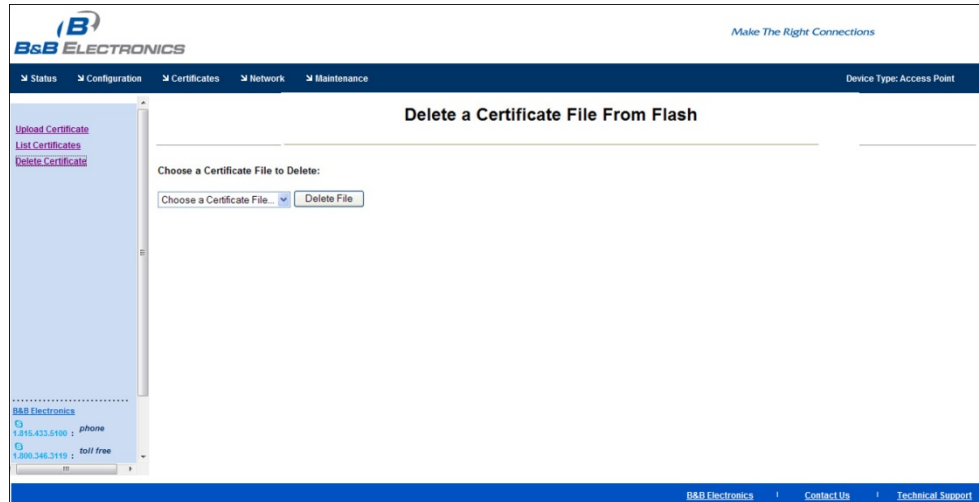 B&B ELECTRONICS
Make The Right Connections
Status Configuration Certificates Network Maintenance Device Type: Access Point
Delete a Certificate File From Flash
Upload Certificate
List Certificates
Delete Certificate
Choose a Certificate File to Delete:
Choose a Certificate File... Delete File
B&B Electronics
1.815.433.5100 : phone
1.800.346.3119 : toll free
B&B Electronics | Contact Us | Technical Support